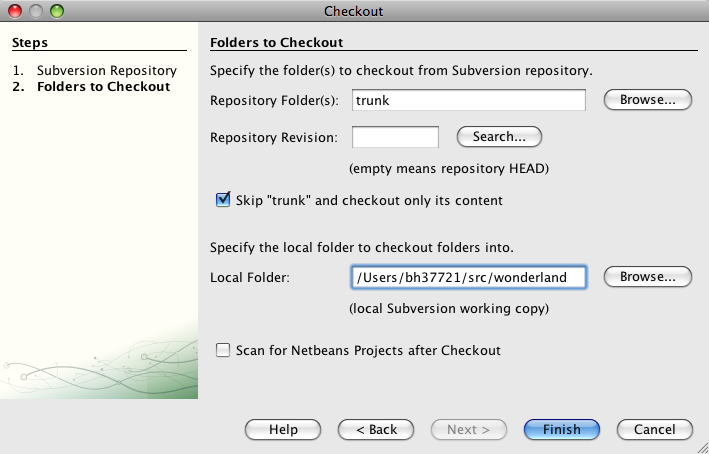 Checkout
Steps
1. Subversion Repository
2. Folders to Checkout
Folders to Checkout
Specify the folder(s) to checkout from Subversion repository.
Repository Folder(s): trunk Browse...
Repository Revision: Search...
(empty means repository HEAD)
Skip "trunk" and checkout only its content
Specify the local folder to checkout folders into.
Local Folder: /Users/bh37721/src/wonderland Browse...
(local Subversion working copy)
Scan for Netbeans Projects after Checkout
Help < Back Next > Finish Cancel